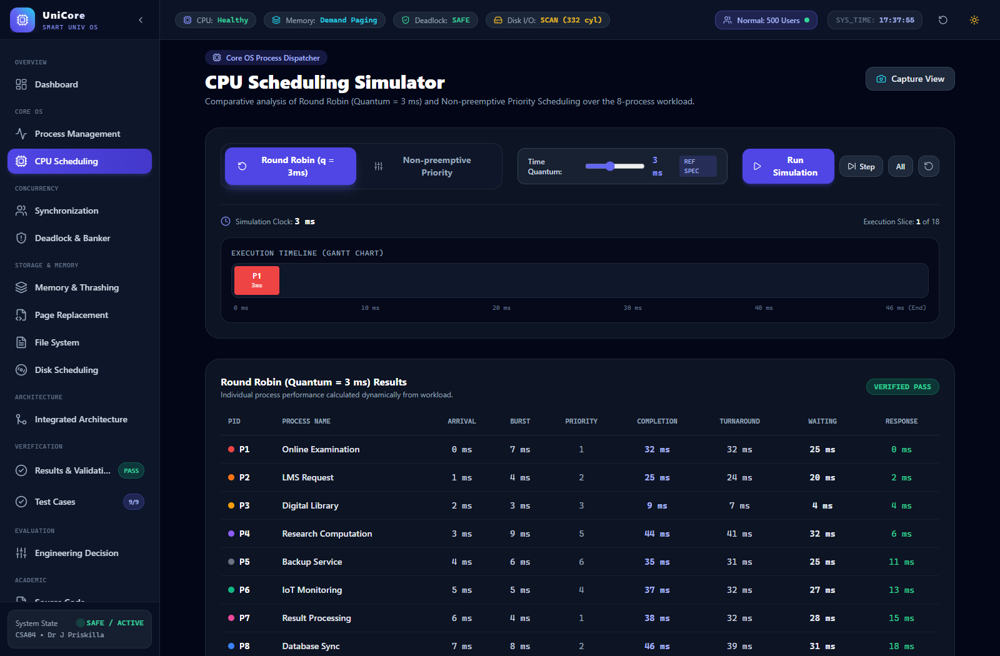 UniCore
SMART UNIV OS
CPU: Healthy
Memory: Demand Paging
Deadlock: SAFE
Disk I/O: SCAN (332 cyl)
Normal: 500 Users
SYS_TIME: 17:37:55
OVERVIEW
Dashboard
CORE OS
Process Management
CPU Scheduling
CONCURRENCY
Synchronization
Deadlock & Banker
STORAGE & MEMORY
Memory & Thrashing
Page Replacement
File System
Disk Scheduling
ARCHITECTURE
Integrated Architecture
VERIFICATION
Results & Validati... PASS
Test Cases 9/9
EVALUATION
Engineering Decision
ACADEMIC
Source Code
System State SAFE / ACTIVE
CSA04 • Dr J Priskilla
Core OS Process Dispatcher
CPU Scheduling Simulator
Comparative analysis of Round Robin (Quantum = 3 ms) and Non-preemptive Priority Scheduling over the 8-process workload.
Capture View
Round Robin (q =
3ms)
Non-preemptive
Priority
Time
Quantum:
3
ms
REF
SPEC
Run
Simulation
Step
All
Simulation Clock: 3 ms
Execution Slice: 1 of 18
EXECUTION TIMELINE (GANTT CHART)
P1
3ms
0 ms 10 ms 20 ms 30 ms 40 ms 46 ms (End)
Round Robin (Quantum = 3 ms) Results
Individual process performance calculated dynamically from workload.
VERIFIED PASS
PID PROCESS NAME ARRIVAL BURST PRIORITY COMPLETION TURNAROUND WAITING RESPONSE
P1 Online Examination 0 ms 7 ms 1 32 ms 32 ms 25 ms 0 ms
P2 LMS Request 1 ms 4 ms 2 25 ms 24 ms 20 ms 2 ms
P3 Digital Library 2 ms 3 ms 3 9 ms 7 ms 4 ms 4 ms
P4 Research Computation 3 ms 9 ms 5 44 ms 41 ms 32 ms 6 ms
P5 Backup Service 4 ms 6 ms 6 35 ms 31 ms 25 ms 11 ms
P6 IoT Monitoring 5 ms 5 ms 4 37 ms 32 ms 27 ms 13 ms
P7 Result Processing 6 ms 4 ms 1 38 ms 32 ms 28 ms 15 ms
P8 Database Sync 7 ms 8 ms 2 46 ms 39 ms 31 ms 18 ms